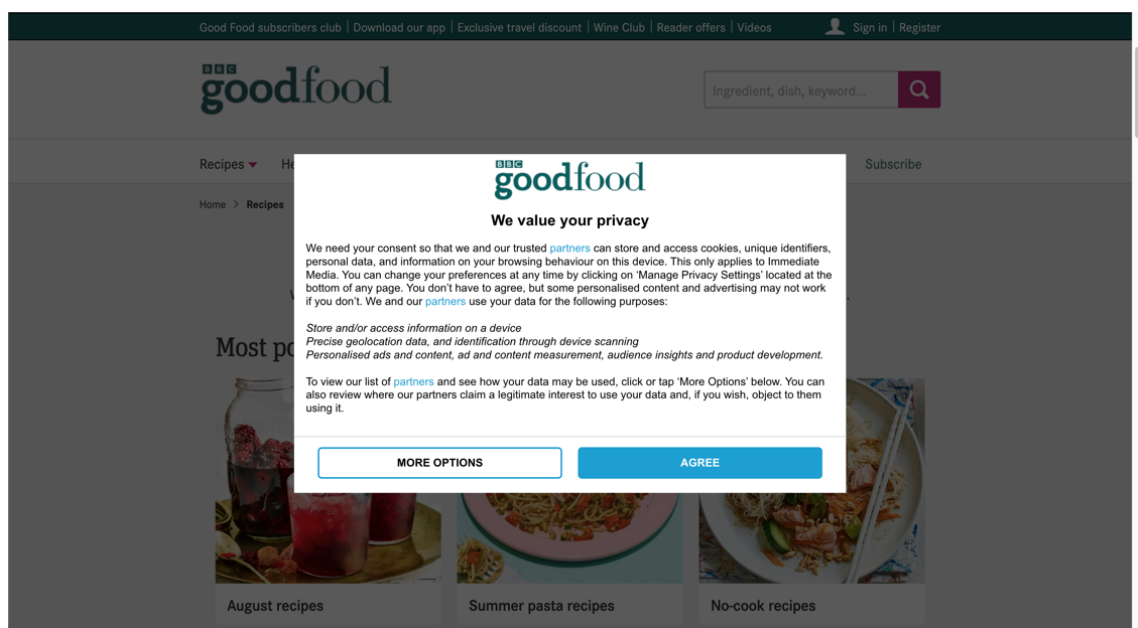 Good Food subscribers club | Download our app | Exclusive travel discount | Wine Club | Reader offers | Videos
Sign in | Register
BBC
goodfood
Ingredient, dish, keyword...
Recipes
He
Subscribe
Home > Recipes
BBC
goodfood
We value your privacy
We need your consent so that we and our trusted partners can store and access cookies, unique identifiers,
personal data, and information on your browsing behaviour on this device. This only applies to Immediate
Media. You can change your preferences at any time by clicking on 'Manage Privacy Settings' located at the
bottom of any page. You don't have to agree, but some personalised content and advertising may not work
if you don't. We and our partners use your data for the following purposes:
Store and/or access information on a device
Precise geolocation data, and identification through device scanning
Personalised ads and content, ad and content measurement, audience insights and product development.
To view our list of partners and see how your data may be used, click or tap 'More Options' below. You can
also review where our partners claim a legitimate interest to use your data and, if you wish, object to them
using it.
MORE OPTIONS
AGREE
Most po
August recipes
Summer pasta recipes
No-cook recipes